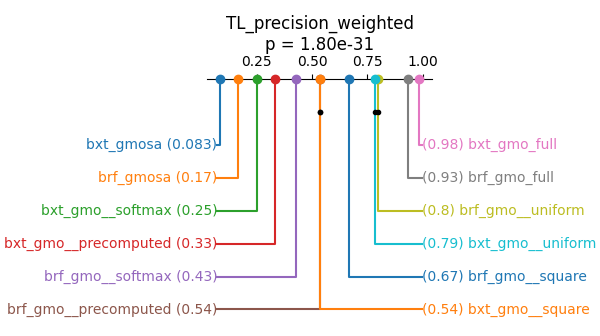 TL_precision_weighted
p = 1.80e-31
0.25 0.50 0.75 1.00
bxt_gmosa (0.083) (0.98) bxt_gmo_full
brf_gmosa (0.17) (0.93) brf_gmo_full
bxt_gmo__softmax (0.25) (0.8) brf_gmo__uniform
bxt_gmo__precomputed (0.33) (0.79) bxt_gmo__uniform
brf_gmo__softmax (0.43) (0.67) brf_gmo__square
brf_gmo__precomputed (0.54) (0.54) bxt_gmo__square